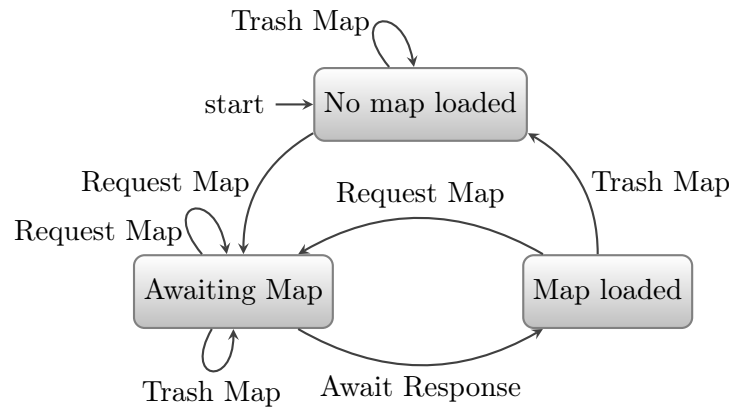 Trash Map
start
No map loaded
Request Map
Trash Map
Request Map
Request Map
Awaiting Map
Map loaded
Trash Map
Await Response